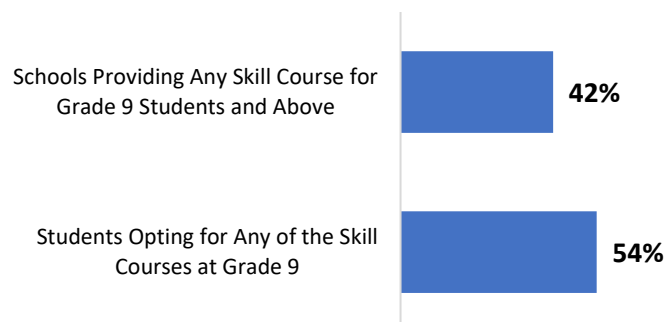 Schools Providing Any Skill Course for
Grade 9 Students and Above
42%
Students Opting for Any of the Skill
Courses at Grade 9
54%